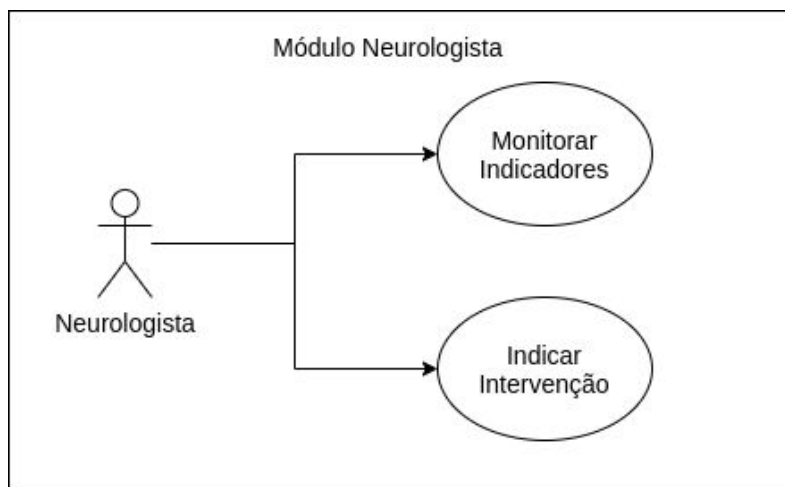 Módulo Neurologista
Monitorar
Indicadores
Neurologista
Indicar
Intervenção